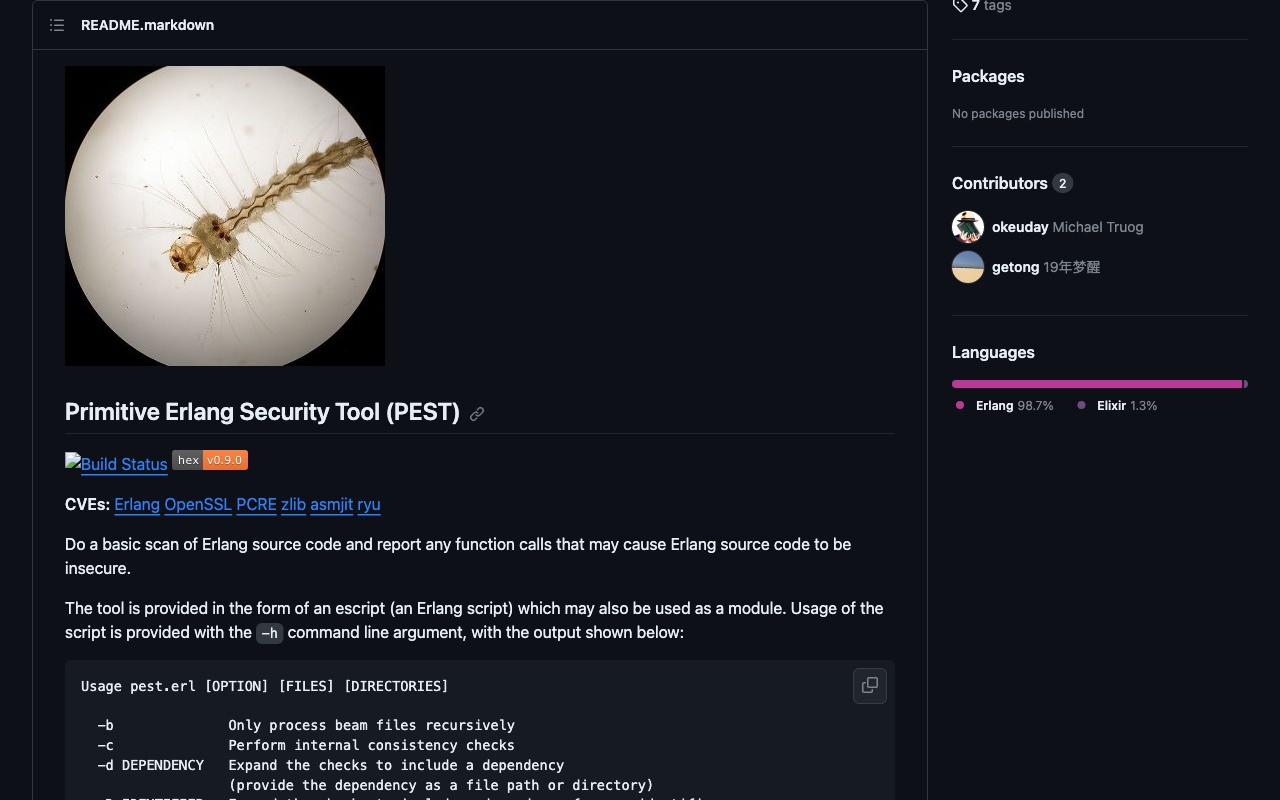 README.markdown
Primitive Erlang Security Tool (PEST)
Build Status hex v0.9.0
CVEs: Erlang OpenSSL PCRE zlib asmjit ryu
Do a basic scan of Erlang source code and report any function calls that may cause Erlang source code to be
insecure.
The tool is provided in the form of an escript (an Erlang script) which may also be used as a module. Usage of the
script is provided with the -h command line argument, with the output shown below:
Usage pest.erl [OPTION] [FILES] [DIRECTORIES]
-b Only process beam files recursively
-c Perform internal consistency checks
-d DEPENDENCY Expand the checks to include a dependency
(provide the dependency as a file path or directory)
7 tags
Packages
No packages published
Contributors 2
okeuday Michael Truog
getong 19年梦醒
Languages
Erlang 98.7% Elixir 1.3%